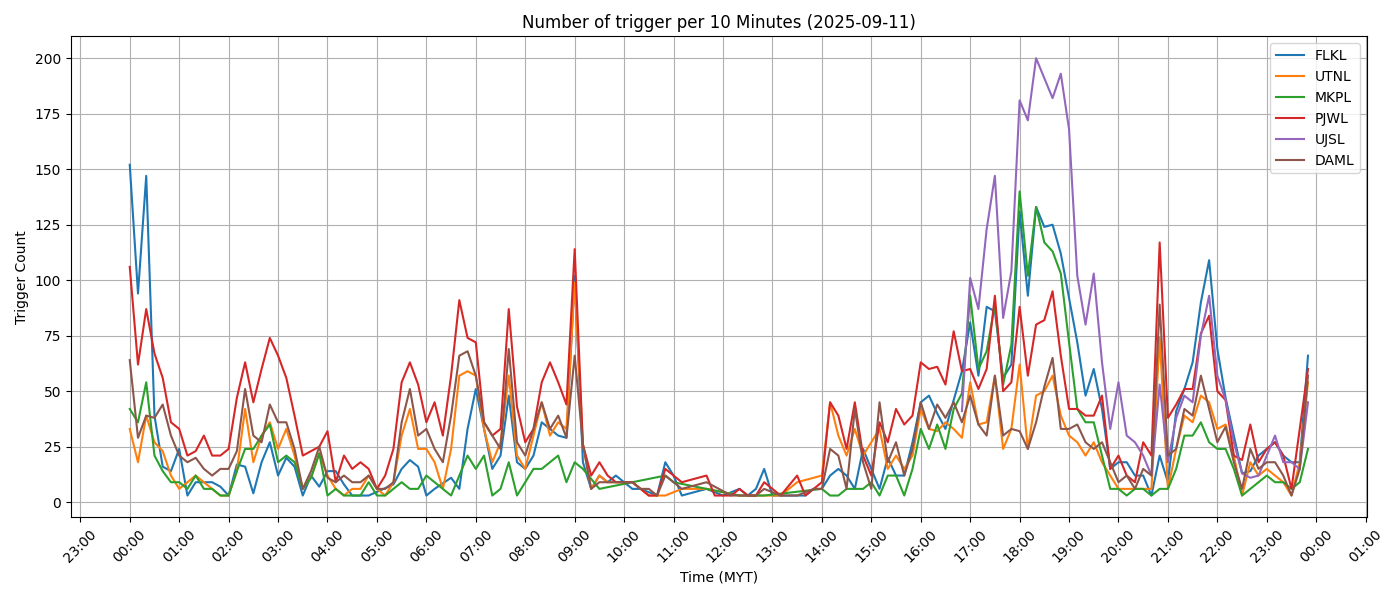 Number of trigger per 10 Minutes (2025-09-11)
Trigger Count
200
175
150
125
100
75
50
25
0
FLKL
UTNL
MKPL
PJWL
UJSL
DAML
23:00 00:00 01:00 02:00 03:00 04:00 05:00 06:00 07:00 08:00 09:00 10:00 11:00 12:00 13:00 14:00 15:00 16:00 17:00 18:00 19:00 20:00 21:00 22:00 23:00 00:00 01:00
Time (MYT)